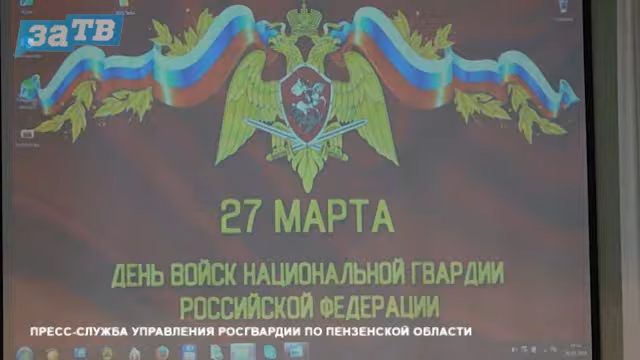 заТВ
27 МАРТА
ДЕНЬ ВОЙСК НАЦИОНАЛЬНОЙ ГВАРДИИ
РОССИЙСКОЙ ФЕДЕРАЦИИ
ПРЕСС-СЛУЖБА УПРАВЛЕНИЯ РОСГВАРДИИ ПО ПЕНЗЕНСКОЙ ОБЛАСТИ